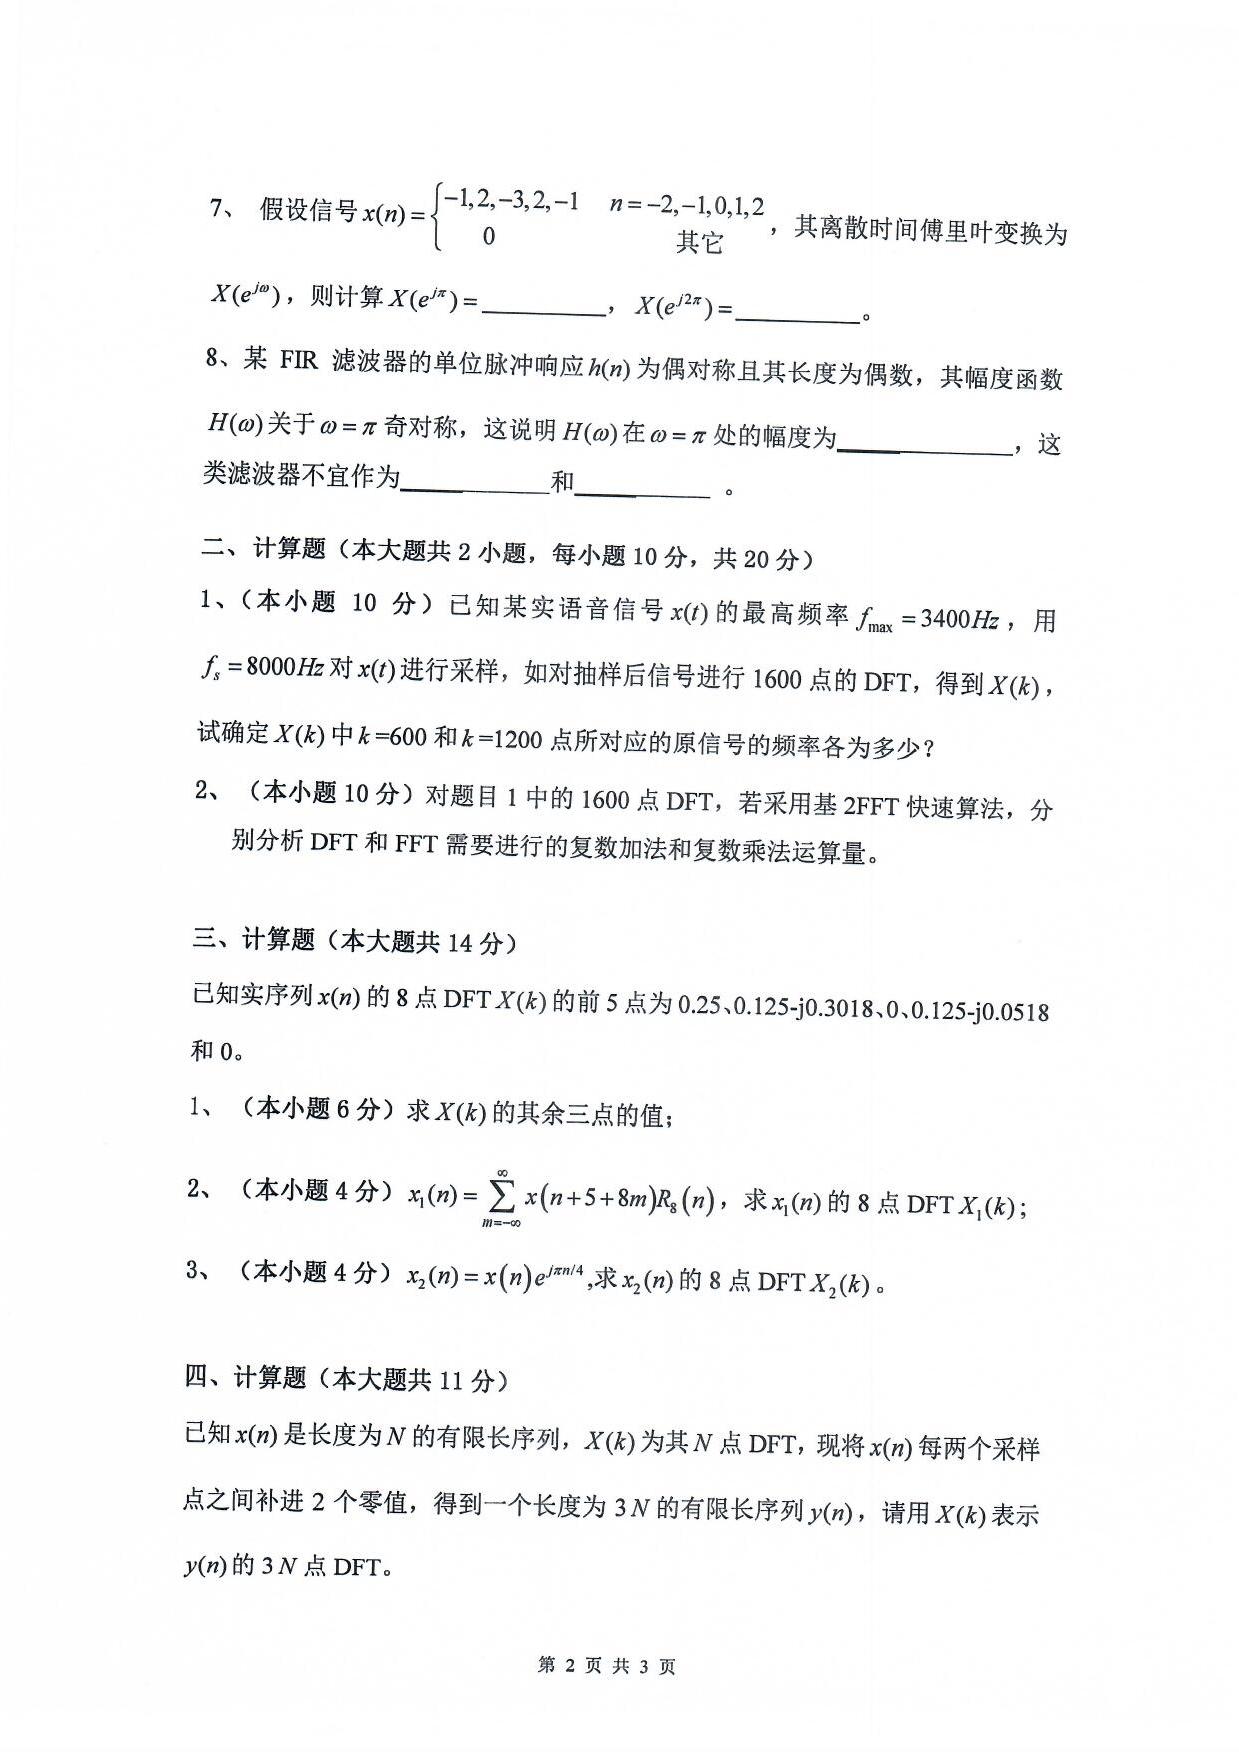 7、 假设信号 x(n) = { -1,2,-3,2,-1 n = -2,-1,0,1,2
0 其它 ，其离散时间傅里叶变换为
X(e^{jω})，则计算 X(e^{jπ}) = __________， X(e^{j2π}) = __________。
8、某 FIR 滤波器的单位脉冲响应 h(n) 为偶对称且其长度为偶数，其幅度函数
H(ω) 关于 ω = π 奇对称，这说明 H(ω) 在 ω = π 处的幅度为______________，这
类滤波器不宜作为____________和___________ 。
二、计算题（本大题共 2 小题，每小题 10 分，共 20 分）
1、（本小题 10 分）已知某实语音信号 x(t) 的最高频率 f_{max} = 3400Hz ，用
f_s = 8000Hz 对 x(t) 进行采样，如对抽样后信号进行 1600 点的 DFT，得到 X(k)，
试确定 X(k) 中 k =600 和 k =1200 点所对应的原信号的频率各为多少？
2、 （本小题 10 分）对题目 1 中的 1600 点 DFT，若采用基 2FFT 快速算法，分
别分析 DFT 和 FFT 需要进行的复数加法和复数乘法运算量。
三、计算题（本大题共 14 分）
已知实序列 x(n) 的 8 点 DFT X(k) 的前 5 点为 0.25、0.125-j0.3018、0、0.125-j0.0518
和 0。
1、 （本小题 6 分）求 X(k) 的其余三点的值；
2、 （本小题 4 分） x_1(n) = \sum_{m=-∞}^{∞} x(n+5+8m)R_8(n)，求 x_1(n) 的 8 点 DFT X_1(k)；
3、 （本小题 4 分） x_2(n) = x(n)e^{jπn/4} ,求 x_2(n) 的 8 点 DFT X_2(k) 。
四、计算题（本大题共 11 分）
已知 x(n) 是长度为 N 的有限长序列，X(k) 为其 N 点 DFT，现将 x(n) 每两个采样
点之间补进 2 个零值，得到一个长度为 3N 的有限长序列 y(n)，请用 X(k) 表示
y(n) 的 3N 点 DFT。
第 2 页 共 3 页